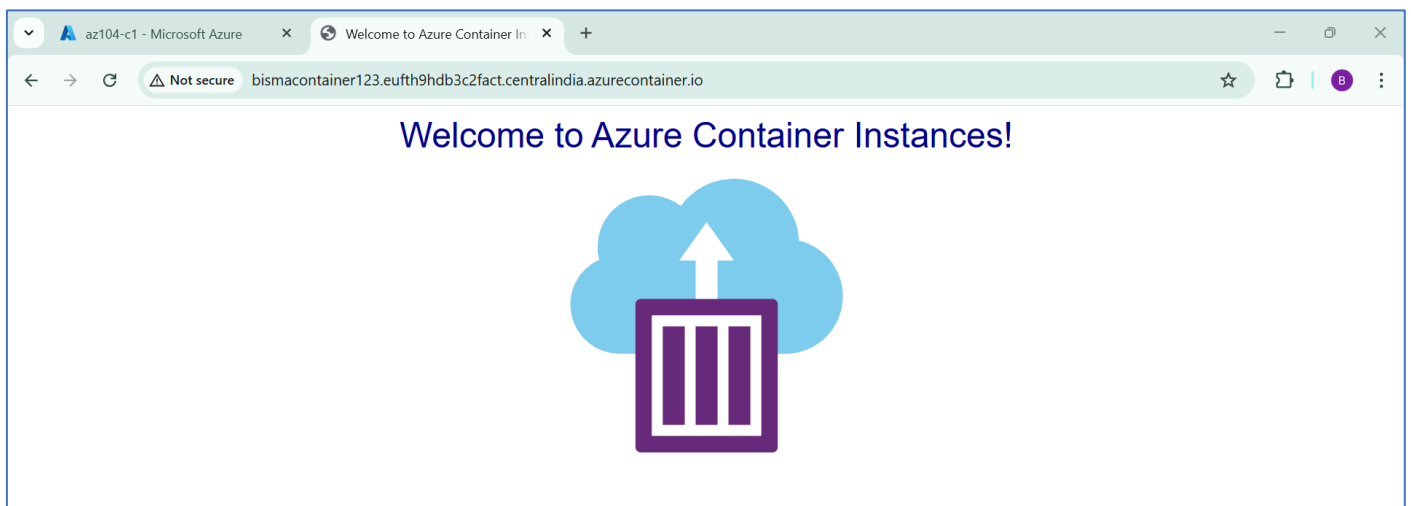 az104-c1 - Microsoft Azure
Welcome to Azure Container In
Not secure
bismacontainer123.eufth9hdb3c2fact.centralindia.azurecontainer.io
B
Welcome to Azure Container Instances!